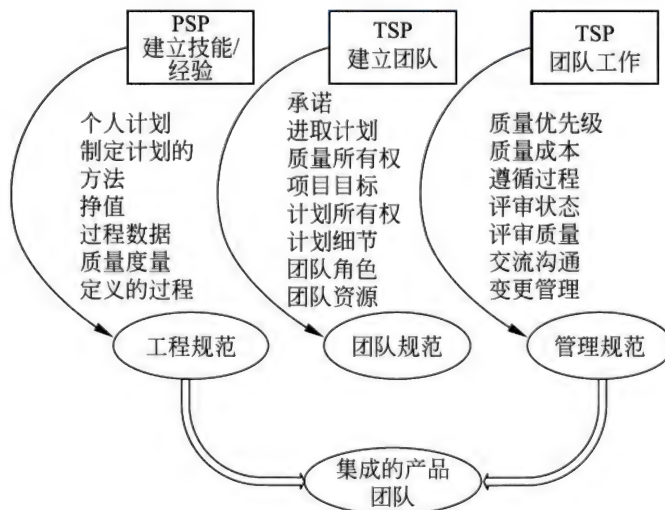 PSP
建立技能/
经验
个人计划
制定计划的
方法
挣值
过程数据
质量度量
定义的过程
工程规范
TSP
建立团队
承诺
进取计划
质量所有权
项目目标
计划所有权
计划细节
团队角色
团队资源
团队规范
TSP
团队工作
质量优先级
质量成本
遵循过程
评审状态
评审质量
交流沟通
变更管理
管理规范
集成的产品
团队